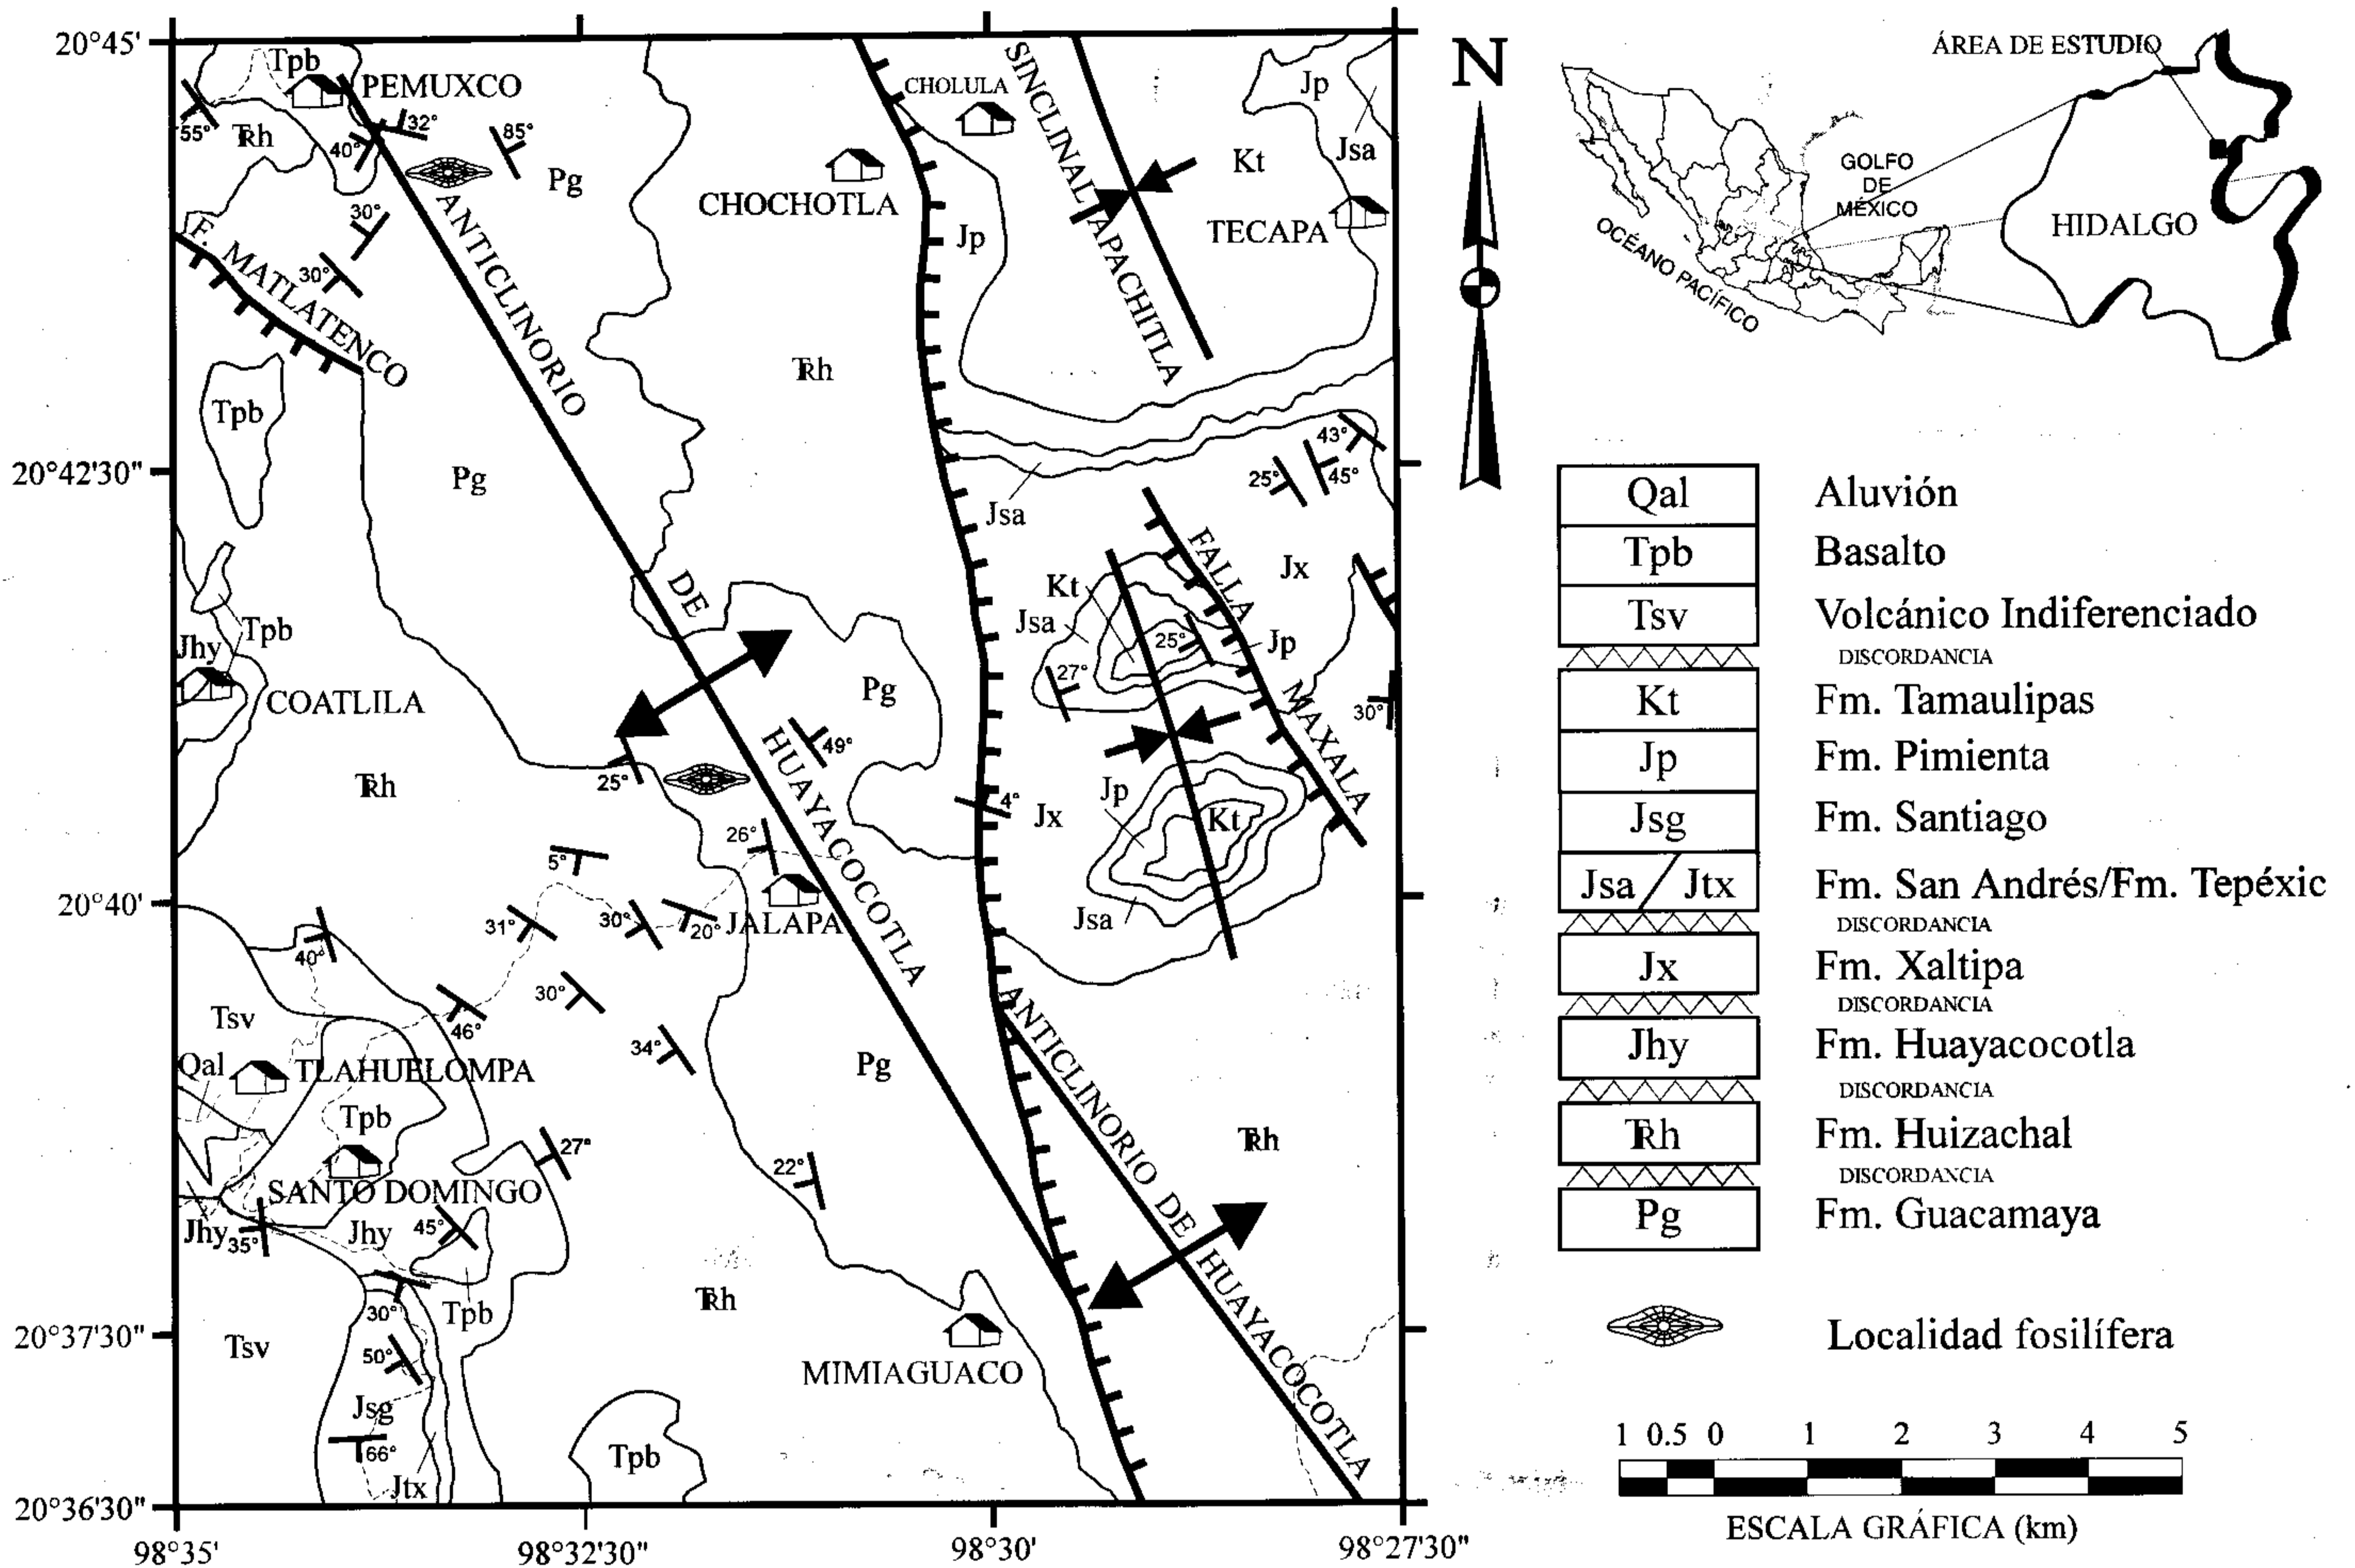 20°45'
Tpb
PEMUXCO
55°
Rh
40°
32°
85°
Pg
30°
30°
F. MATLATENCO
ANTICLINORIO
DE
HUAYACOCOTLA
CHOCHOTLA
CHOLULA
SINCLINAL APACHITLA
Jp
Kt
Jp
Jsa
TECAPA
Rh
Tpb
20°42'30"
Pg
Jsa
43°
25°
45°
FALLA
MAXALA
Jx
Kt
Jsa
25°
Jp
27°
30°
Tpb
Jhy
COATLILA
Pg
49°
25°
Rh
4°
Jx
Jp
Kt
Jsa
26°
5°
JALAPA
20°40'
31°
30°
20°
40°
30°
46°
34°
Tsv
Qal
TLAHUELOMPA
Pg
ANTICLINORIO DE HUAYACOCOTLA
Tpb
Rh
27°
22°
SANTO DOMINGO
Jhy
35°
Jhy
45°
30°
Tpb
Rh
20°37'30"
Tsv
50°
MIMIAGUACO
Jsg
66°
Jtx
Tpb
20°36'30"
98°35'
98°32'30"
98°30'
98°27'30"
N
ÁREA DE ESTUDIO
GOLFO
DE
MÉXICO
OCÉANO PACÍFICO
HIDALGO
Qal Aluvión
Tpb Basalto
Tsv Volcánico Indiferenciado
DISCORDANCIA
Kt Fm. Tamaulipas
Jp Fm. Pimienta
Jsg Fm. Santiago
Jsa / Jtx Fm. San Andrés/Fm. Tepéxic
DISCORDANCIA
Jx Fm. Xaltipa
DISCORDANCIA
Jhy Fm. Huayacocotla
DISCORDANCIA
Rh Fm. Huizachal
DISCORDANCIA
Pg Fm. Guacamaya
Localidad fosilífera
1 0.5 0 1 2 3 4 5
ESCALA GRÁFICA (km)